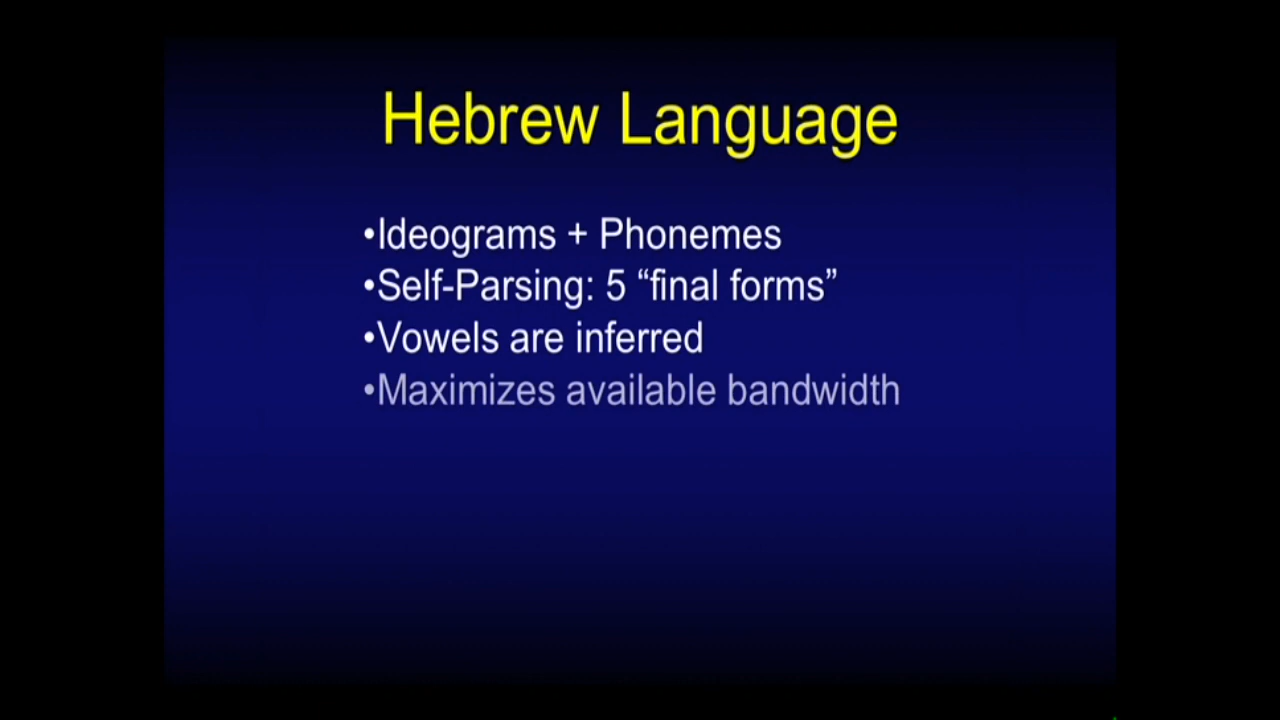 Hebrew Language
•Ideograms + Phonemes
•Self-Parsing: 5 “final forms”
•Vowels are inferred
•Maximizes available bandwidth